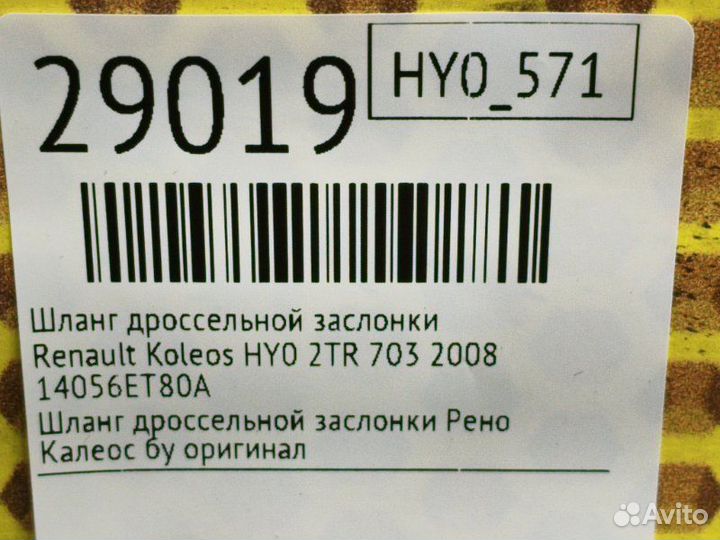 29019
HY0_571
Шланг дроссельной заслонки
Renault Koleos HY0 2TR 703 2008
14056ET80A
Шланг дроссельной заслонки Рено
Калеос бу оригинал
Avito